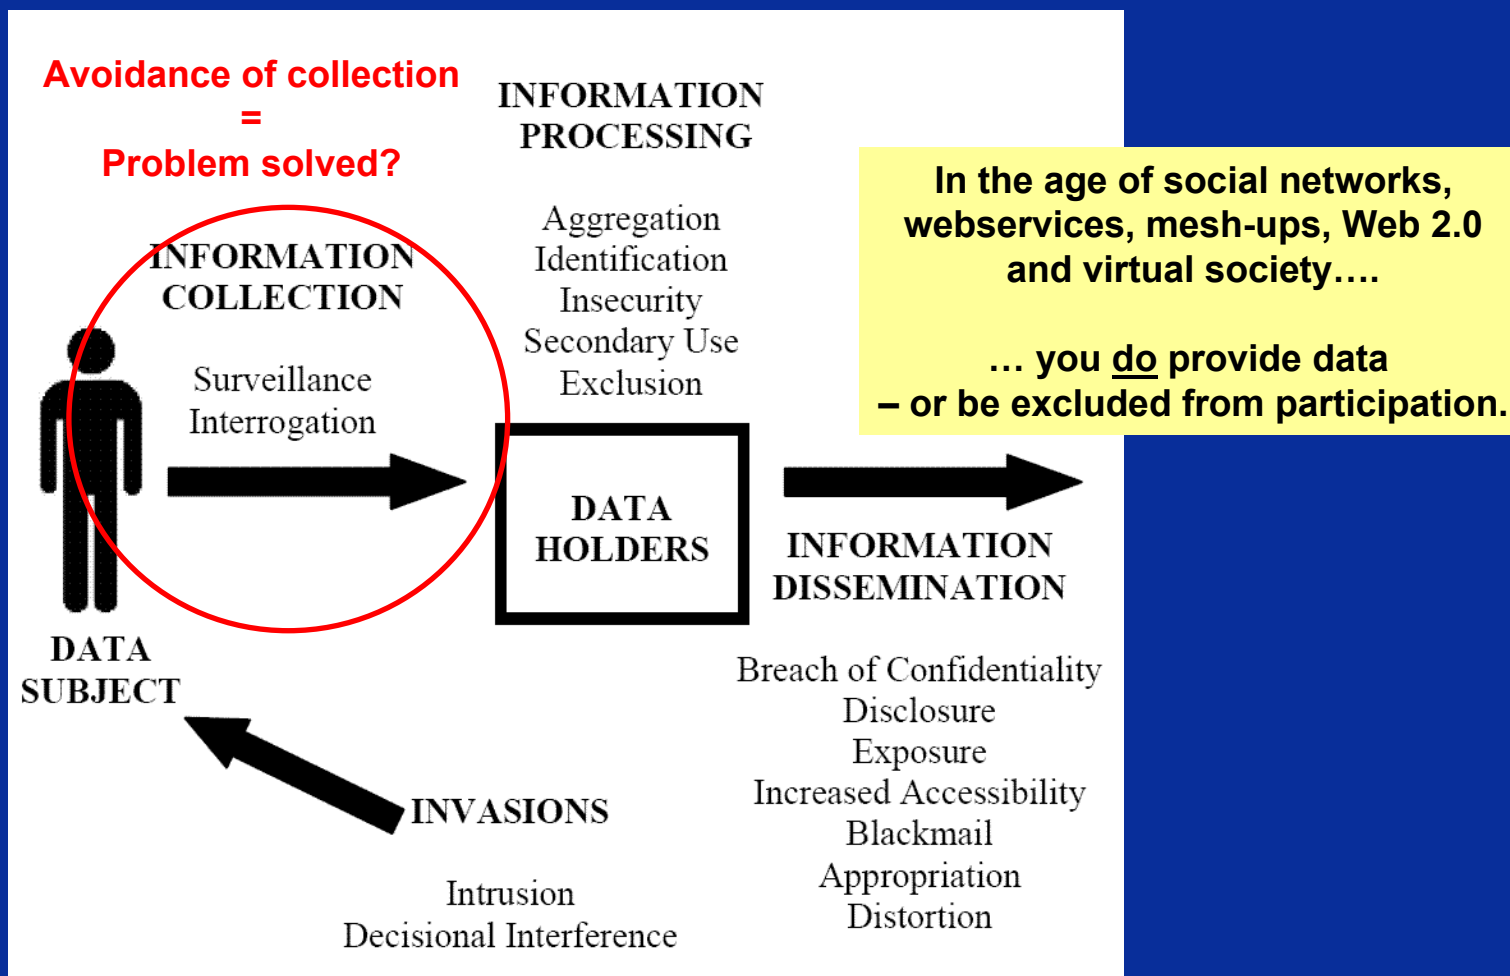 Avoidance of collection
=
Problem solved?
INFORMATION
COLLECTION
Surveillance
Interrogation
DATA
SUBJECT
INFORMATION
PROCESSING
Aggregation
Identification
Insecurity
Secondary Use
Exclusion
DATA
HOLDERS
In the age of social networks,
webservices, mesh-ups, Web 2.0
and virtual society….
… you do provide data
– or be excluded from participation.
INFORMATION
DISSEMINATION
Breach of Confidentiality
Disclosure
Exposure
Increased Accessibility
Blackmail
Appropriation
Distortion
INVASIONS
Intrusion
Decisional Interference